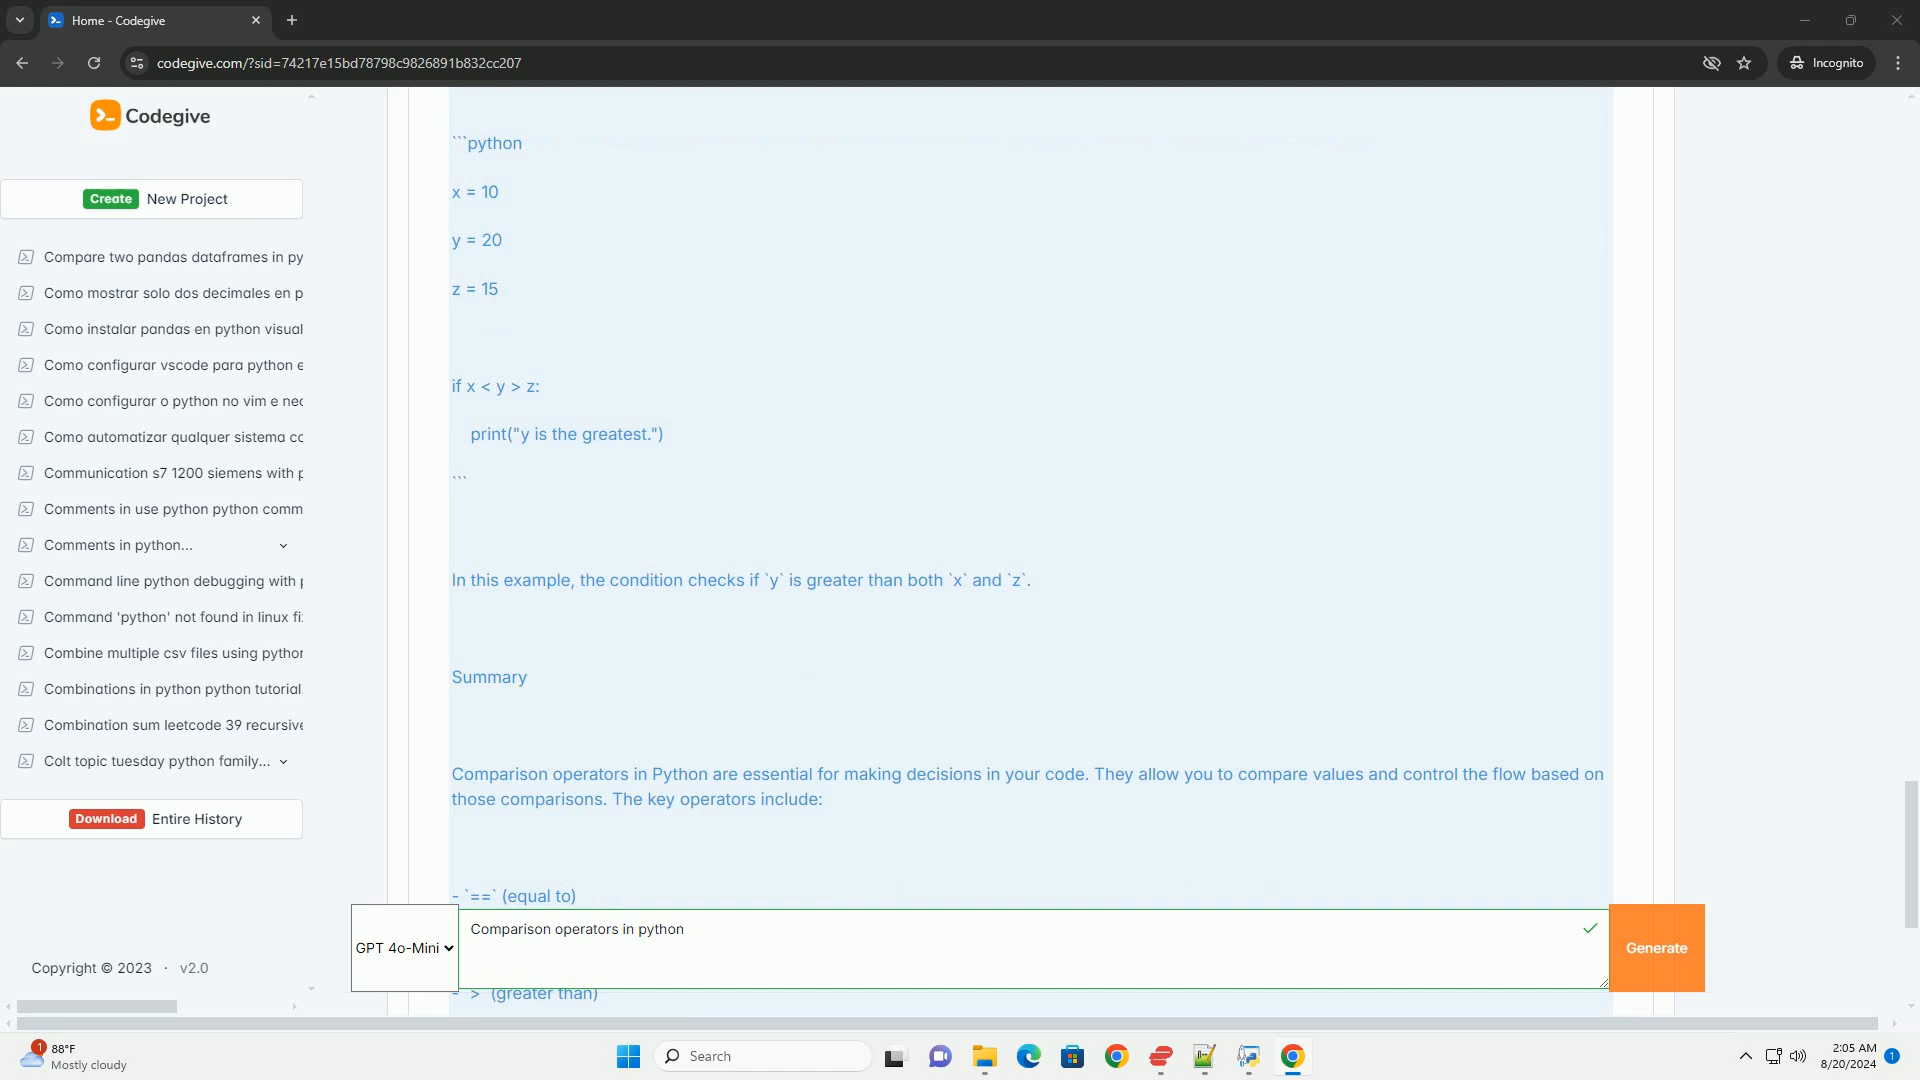 Home - Codegive
codegive.com/?sid=74217e15bd78798c9826891b832cc207
Incognito
Codegive
Create New Project
Compare two pandas dataframes in py
Como mostrar solo dos decimales en p
Como instalar pandas en python visual
Como configurar vscode para python e
Como configurar o python no vim e neo
Como automatizar qualquer sistema co
Communication s7 1200 siemens with p
Comments in use python python comm
Comments in python...
Command line python debugging with p
Command 'python' not found in linux fi
Combine multiple csv files using python
Combinations in python python tutorial
Combination sum leetcode 39 recursive
Colt topic tuesday python family...
Download Entire History
Copyright © 2023 · v2.0
```python
x = 10
y = 20
z = 15
if x < y > z:
print("y is the greatest.")
```
In this example, the condition checks if `y` is greater than both `x` and `z`.
Summary
Comparison operators in Python are essential for making decisions in your code. They allow you to compare values and control the flow based on
those comparisons. The key operators include:
- `==` (equal to)
GPT 4o-Mini
Comparison operators in python
Generate
- `>` (greater than)
1
88°F
Mostly cloudy
Search
2:05 AM
8/20/2024
1